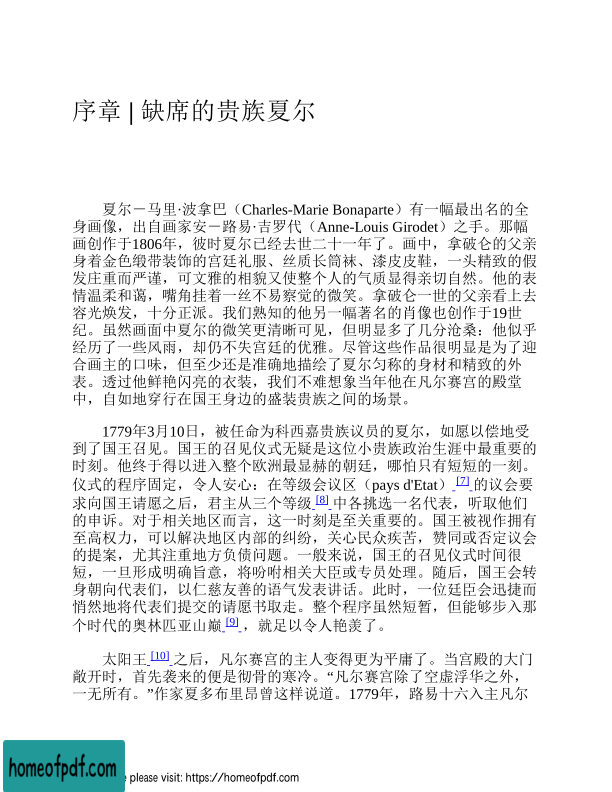 序章 | 缺席的贵族夏尔
夏尔－马里·波拿巴（Charles-Marie Bonaparte）有一幅最出名的全
身画像，出自画家安－路易·吉罗代（Anne-Louis Girodet）之手。那幅
画创作于1806年，彼时夏尔已经去世二十一年了。画中，拿破仑的父亲
身着金色缎带装饰的宫廷礼服、丝质长筒袜、漆皮皮鞋，一头精致的假
发庄重而严谨，可文雅的相貌又使整个人的气质显得亲切自然。他的表
情温柔和蔼，嘴角挂着一丝不易察觉的微笑。拿破仑一世的父亲看上去
容光焕发，十分正派。我们熟知的他另一幅著名的肖像也创作于19世
纪。虽然画面中夏尔的微笑更清晰可见，但明显多了几分沧桑：他似乎
经历了一些风雨，却仍不失宫廷的优雅。尽管这些作品很明显是为了迎
合画主的口味，但至少还是准确地描绘了夏尔匀称的身材和精致的外
表。透过他鲜艳闪亮的衣装，我们不难想象当年他在凡尔赛宫的殿堂
中，自如地穿行在国王身边的盛装贵族之间的场景。
1779年3月10日，被任命为科西嘉贵族议员的夏尔，如愿以偿地受
到了国王召见。国王的召见仪式无疑是这位小贵族政治生涯中最重要的
时刻。他终于得以进入整个欧洲最显赫的朝廷，哪怕只有短短的一刻。
仪式的程序固定，令人安心：在等级会议区（pays d'Etat） [7] 的议会要
求向国王请愿之后，君主从三个等级 [8] 中各挑选一名代表，听取他们
的申诉。对于相关地区而言，这一时刻是至关重要的。国王被视作拥有
至高权力，可以解决地区内部的纠纷，关心民众疾苦，赞同或否定议会
的提案，尤其注重地方负债问题。一般来说，国王的召见仪式时间很
短，一旦形成明确旨意，将吩咐相关大臣或专员处理。随后，国王会转
身朝向代表们，以仁慈友善的语气发表讲话。此时，一位廷臣会迅捷而
悄然地将代表们提交的请愿书取走。整个程序虽然短暂，但能够步入那
个时代的奥林匹亚山巅 [9] ，就足以令人艳羡了。
太阳王 [10] 之后，凡尔赛宫的主人变得更为平庸了。当宫殿的大门
敞开时，首先袭来的便是彻骨的寒冷。“凡尔赛宫除了空虚浮华之外，
一无所有。”作家夏多布里昂曾这样说道。1779年，路易十六入主凡尔
homeofpdf.com
e please visit: https://homeofpdf.com